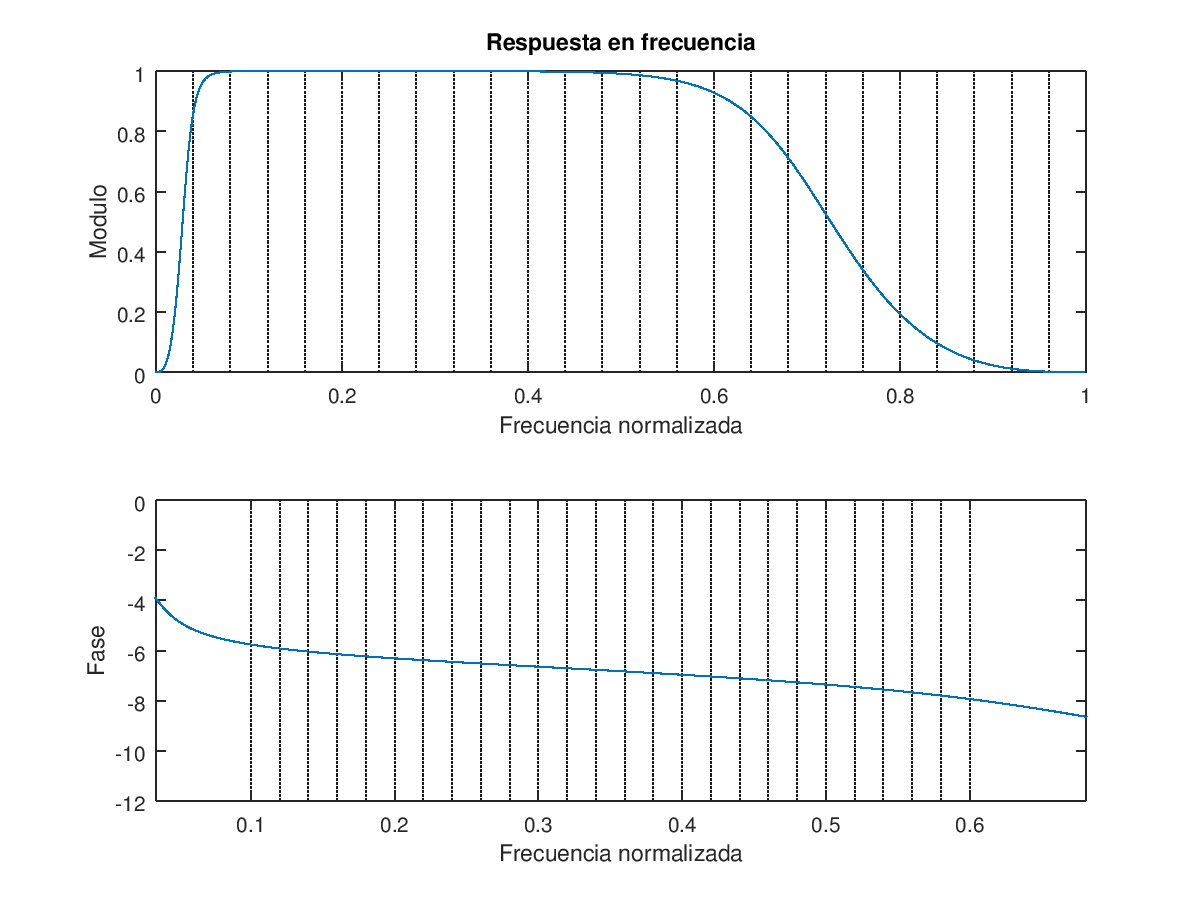 Respuesta en frecuencia
1
0.8
0.6
0.4
0.2
0
Modulo
0 0.2 0.4 0.6 0.8 1
Frecuencia normalizada
0
-2
-4
-6
-8
-10
-12
Fase
0.1 0.2 0.3 0.4 0.5 0.6
Frecuencia normalizada